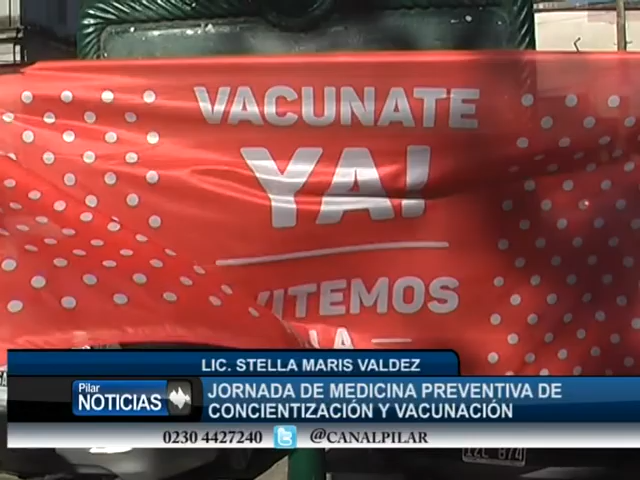 VACUNATE
YA!
VITEMOS
LIC. STELLA MARIS VALDEZ
Pilar
NOTICIAS
JORNADA DE MEDICINA PREVENTIVA DE
CONCIENTIZACIÓN Y VACUNACIÓN
0230 4427240 @CANALPILAR